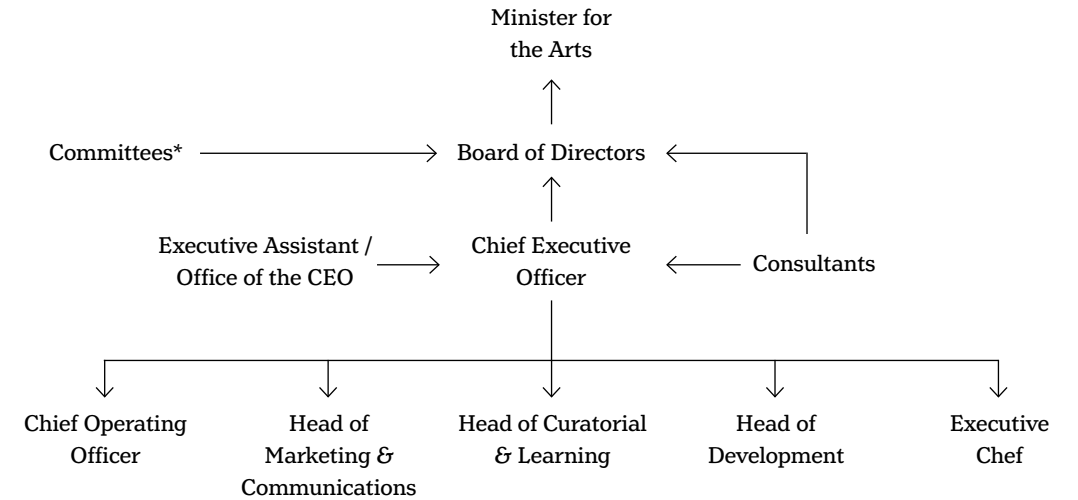 Minister for
the Arts
Committees*
Board of Directors
Executive Assistant /
Office of the CEO
Chief Executive
Officer
Consultants
Chief Operating
Officer
Head of
Marketing &
Communications
Head of Curatorial
& Learning
Head of
Development
Executive
Chef